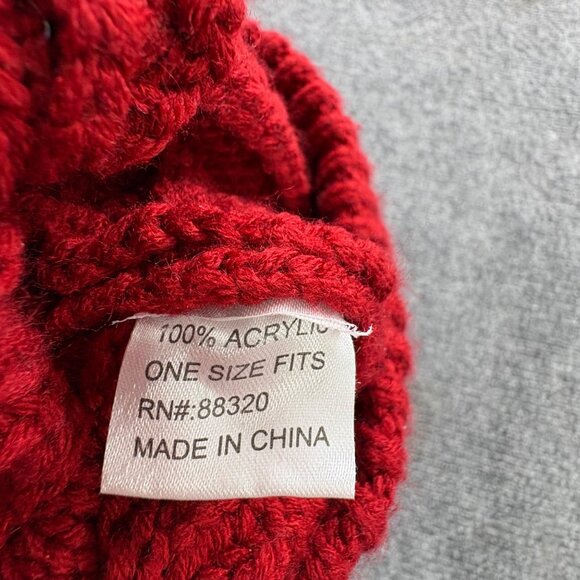 100% ACRYLIC
ONE SIZE FITS
RN#:88320
MADE IN CHINA